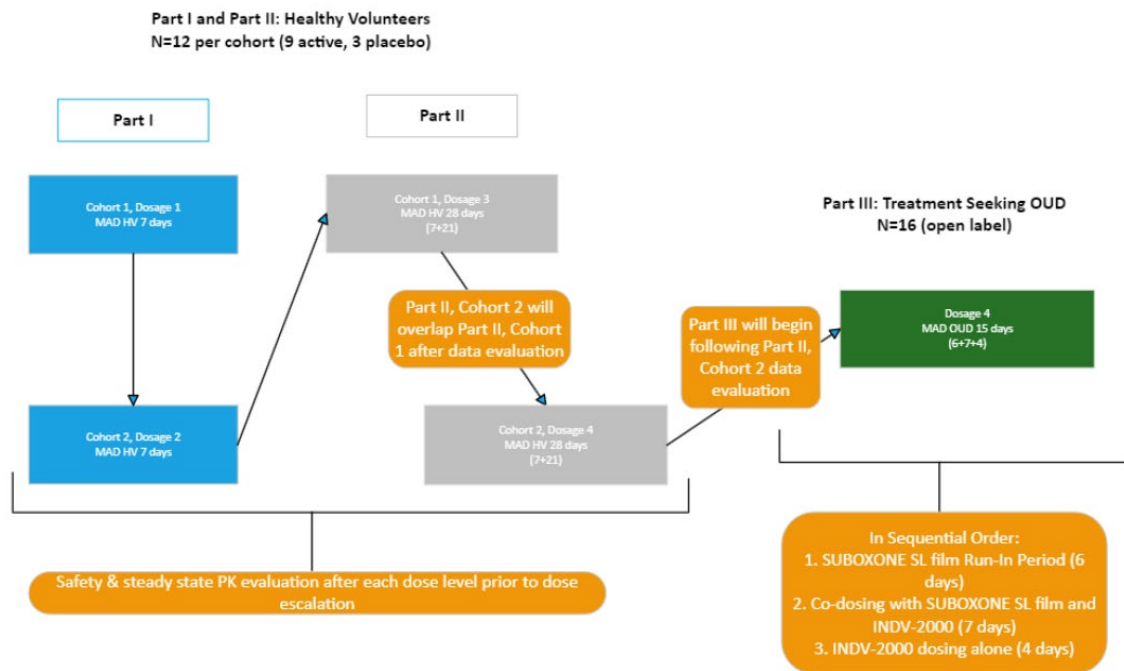 Part I and Part II: Healthy Volunteers
N=12 per cohort (9 active, 3 placebo)
Part I
Part II
Cohort 1, Dosage 1
MAD HV 7 days
Cohort 1, Dosage 3
MAD HV 28 days
(7+21)
Part III: Treatment Seeking OUD
N=16 (open label)
Part II, Cohort 2 will
overlap Part II, Cohort
1 after data evaluation
Part III will begin
following Part II,
Cohort 2 data
evaluation
Dosage 4
MAD OUD 15 days
(6+7+4)
Cohort 2, Dosage 2
MAD HV 7 days
Cohort 2, Dosage 4
MAD HV 28 days
(7+21)
Safety & steady state PK evaluation after each dose level prior to dose
escalation
In Sequential Order:
1. SUBOXONE SL film Run-In Period (6
days)
2. Co-dosing with SUBOXONE SL film and
INDV-2000 (7 days)
3. INDV-2000 dosing alone (4 days)